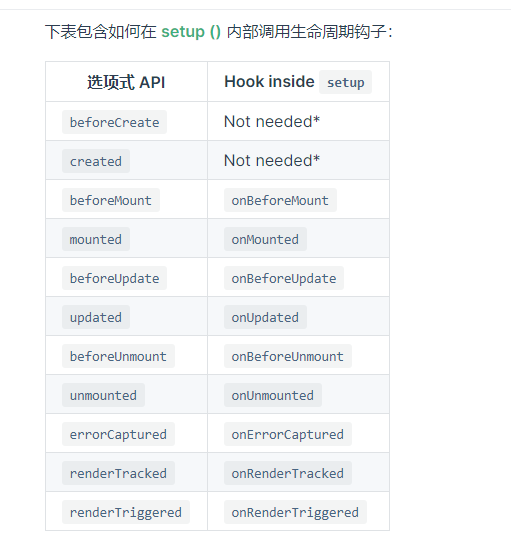 下表包含如何在 setup () 内部调用生命周期钩子：
选项式 API Hook inside setup
beforeCreate Not needed*
created Not needed*
beforeMount onBeforeMount
mounted onMounted
beforeUpdate onBeforeUpdate
updated onUpdated
beforeUnmount onBeforeUnmount
unmounted onUnmounted
errorCaptured onErrorCaptured
renderTracked onRenderTracked
renderTriggered onRenderTriggered